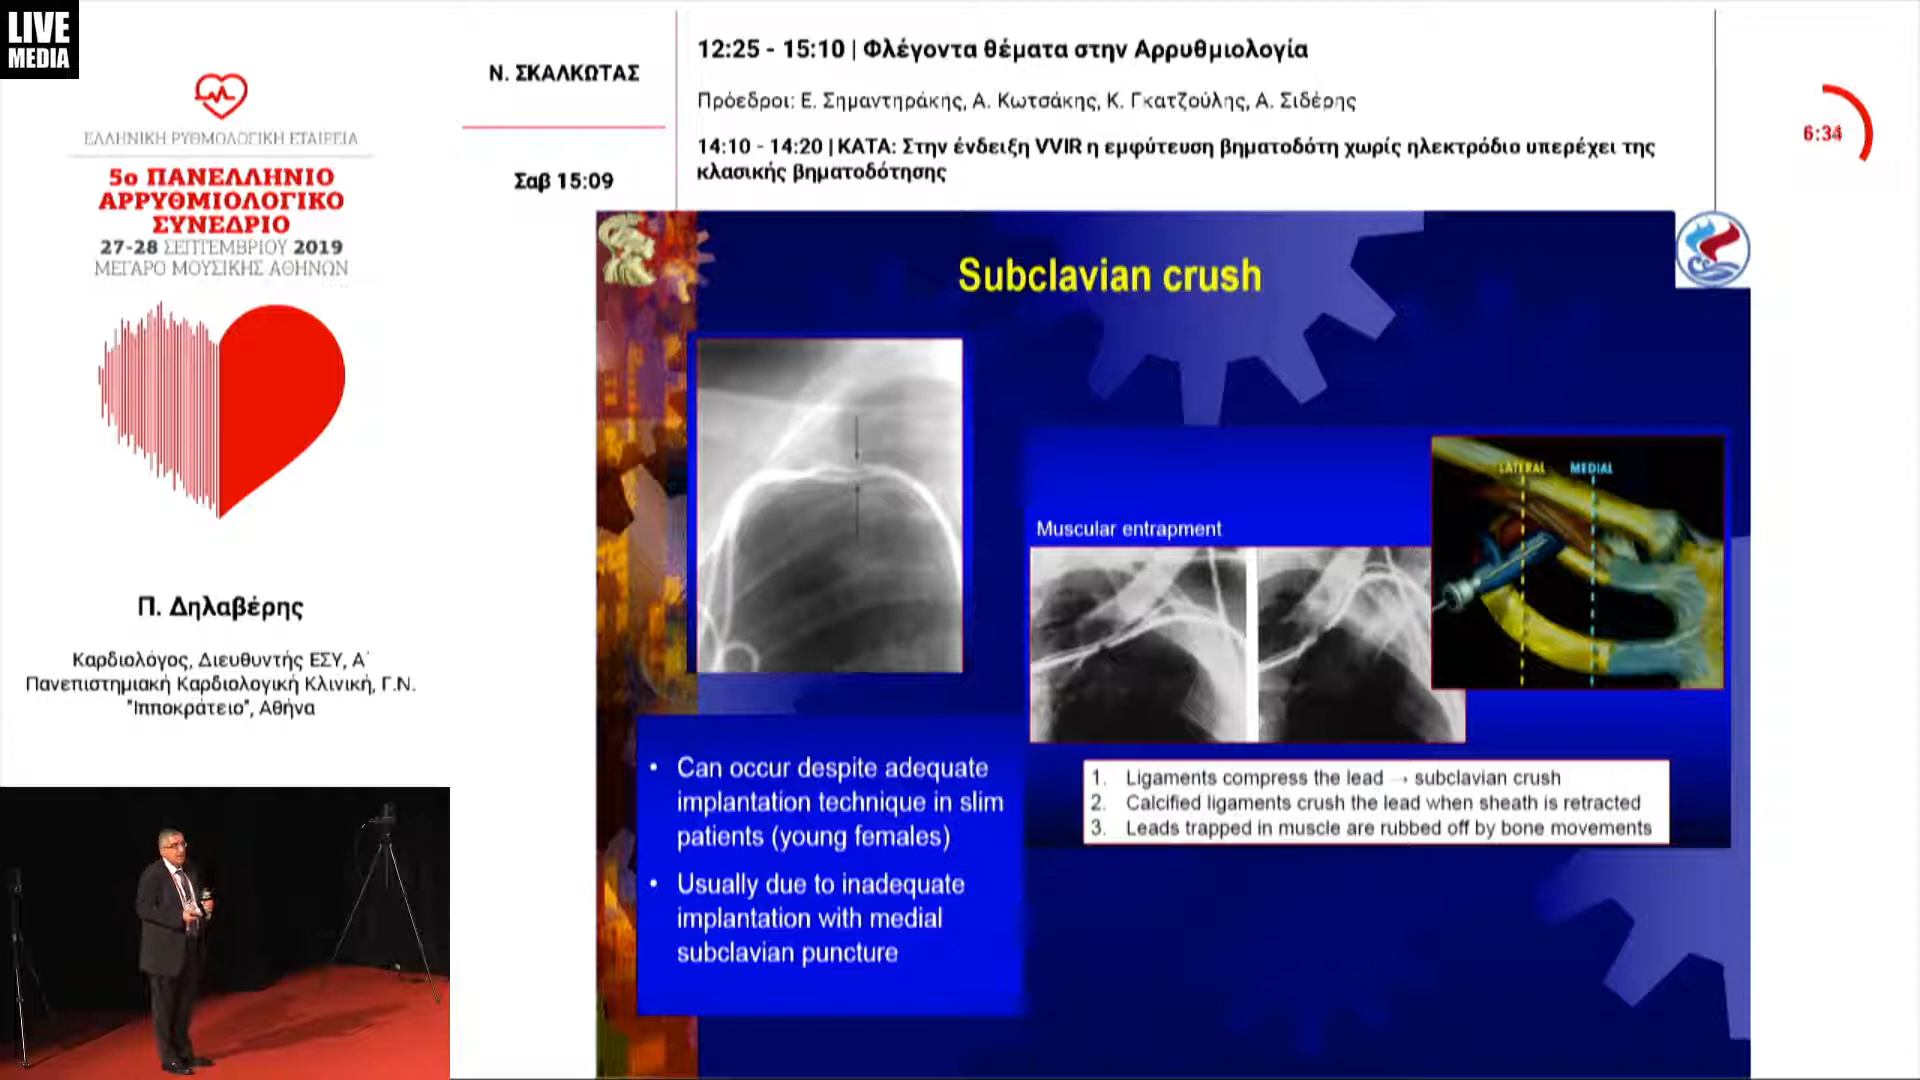 LIVE
MEDIA
ΕΛΛΗΝΙΚΗ ΡΥΘΜΟΛΟΓΙΚΗ ΕΤΑΙΡΕΙΑ
5ο ΠΑΝΕΛΛΗΝΙΟ
ΑΡΡΥΘΜΙΟΛΟΓΙΚΟ
ΣΥΝΕΔΡΙΟ
27-28 ΣΕΠΤΕΜΒΡΙΟΥ 2019
ΜΕΓΑΡΟ ΜΟΥΣΙΚΗΣ ΑΘΗΝΩΝ
Π. Δηλαβέρης
Καρδιολόγος, Διευθυντής ΕΣΥ, Α΄
Πανεπιστημιακή Καρδιολογική Κλινική, Γ.Ν.
"Ιπποκράτειο", Αθήνα
Ν. ΣΚΑΛΚΩΤΑΣ
Σαβ 15:09
12:25 - 15:10 | Φλέγοντα θέματα στην Αρρυθμιολογία
Πρόεδροι: Ε. Σημαντηράκης, Α. Κωτσάκης, Κ. Γκατζούλης, Α. Σιδέρης
14:10 - 14:20 | ΚΑΤΑ: Στην ένδειξη VVIR η εμφύτευση βηματοδότη χωρίς ηλεκτρόδιο υπερέχει της
κλασικής βηματοδότησης
6:34
Subclavian crush
LATERAL MEDIAL
Muscular entrapment
• Can occur despite adequate
implantation technique in slim
patients (young females)
• Usually due to inadequate
implantation with medial
subclavian puncture
1. Ligaments compress the lead → subclavian crush
2. Calcified ligaments crush the lead when sheath is retracted
3. Leads trapped in muscle are rubbed off by bone movements